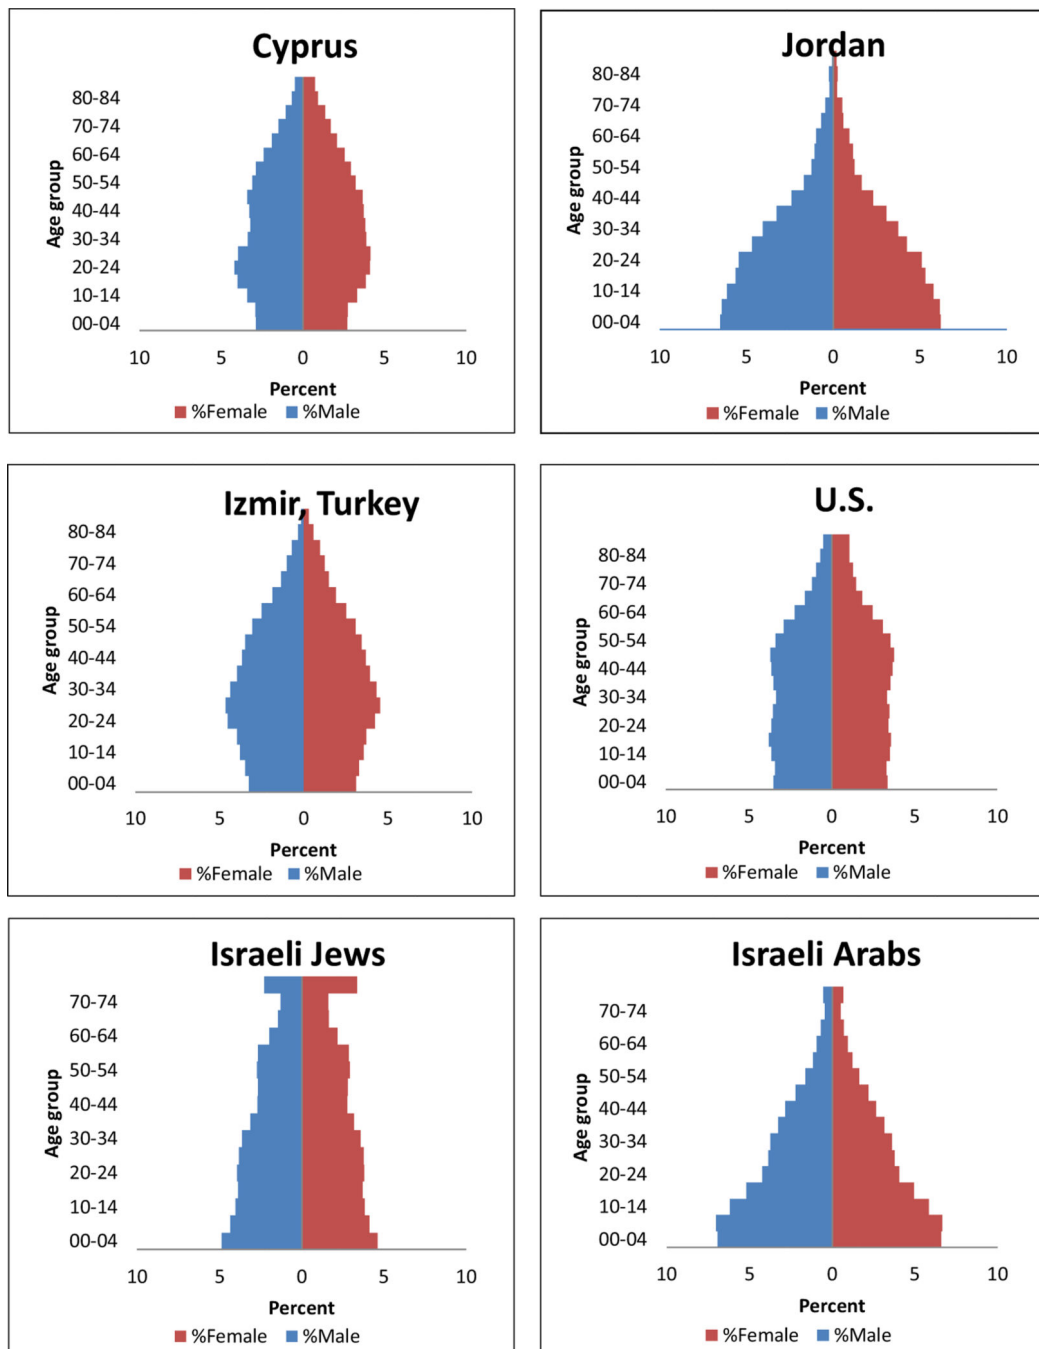 Cyprus
Age group
80-84
70-74
60-64
50-54
40-44
30-34
20-24
10-14
00-04
10 5 0 5 10
Percent
%Female %Male
Jordan
Age group
80-84
70-74
60-64
50-54
40-44
30-34
20-24
10-14
00-04
10 5 0 5 10
Percent
%Female %Male
Izmir, Turkey
Age group
80-84
70-74
60-64
50-54
40-44
30-34
20-24
10-14
00-04
10 5 0 5 10
Percent
%Female %Male
U.S.
Age group
80-84
70-74
60-64
50-54
40-44
30-34
20-24
10-14
00-04
10 5 0 5 10
Percent
%Female %Male
Israeli Jews
Age group
70-74
60-64
50-54
40-44
30-34
20-24
10-14
00-04
10 5 0 5 10
Percent
%Female %Male
Israeli Arabs
Age group
70-74
60-64
50-54
40-44
30-34
20-24
10-14
00-04
10 5 0 5 10
Percent
%Female %Male